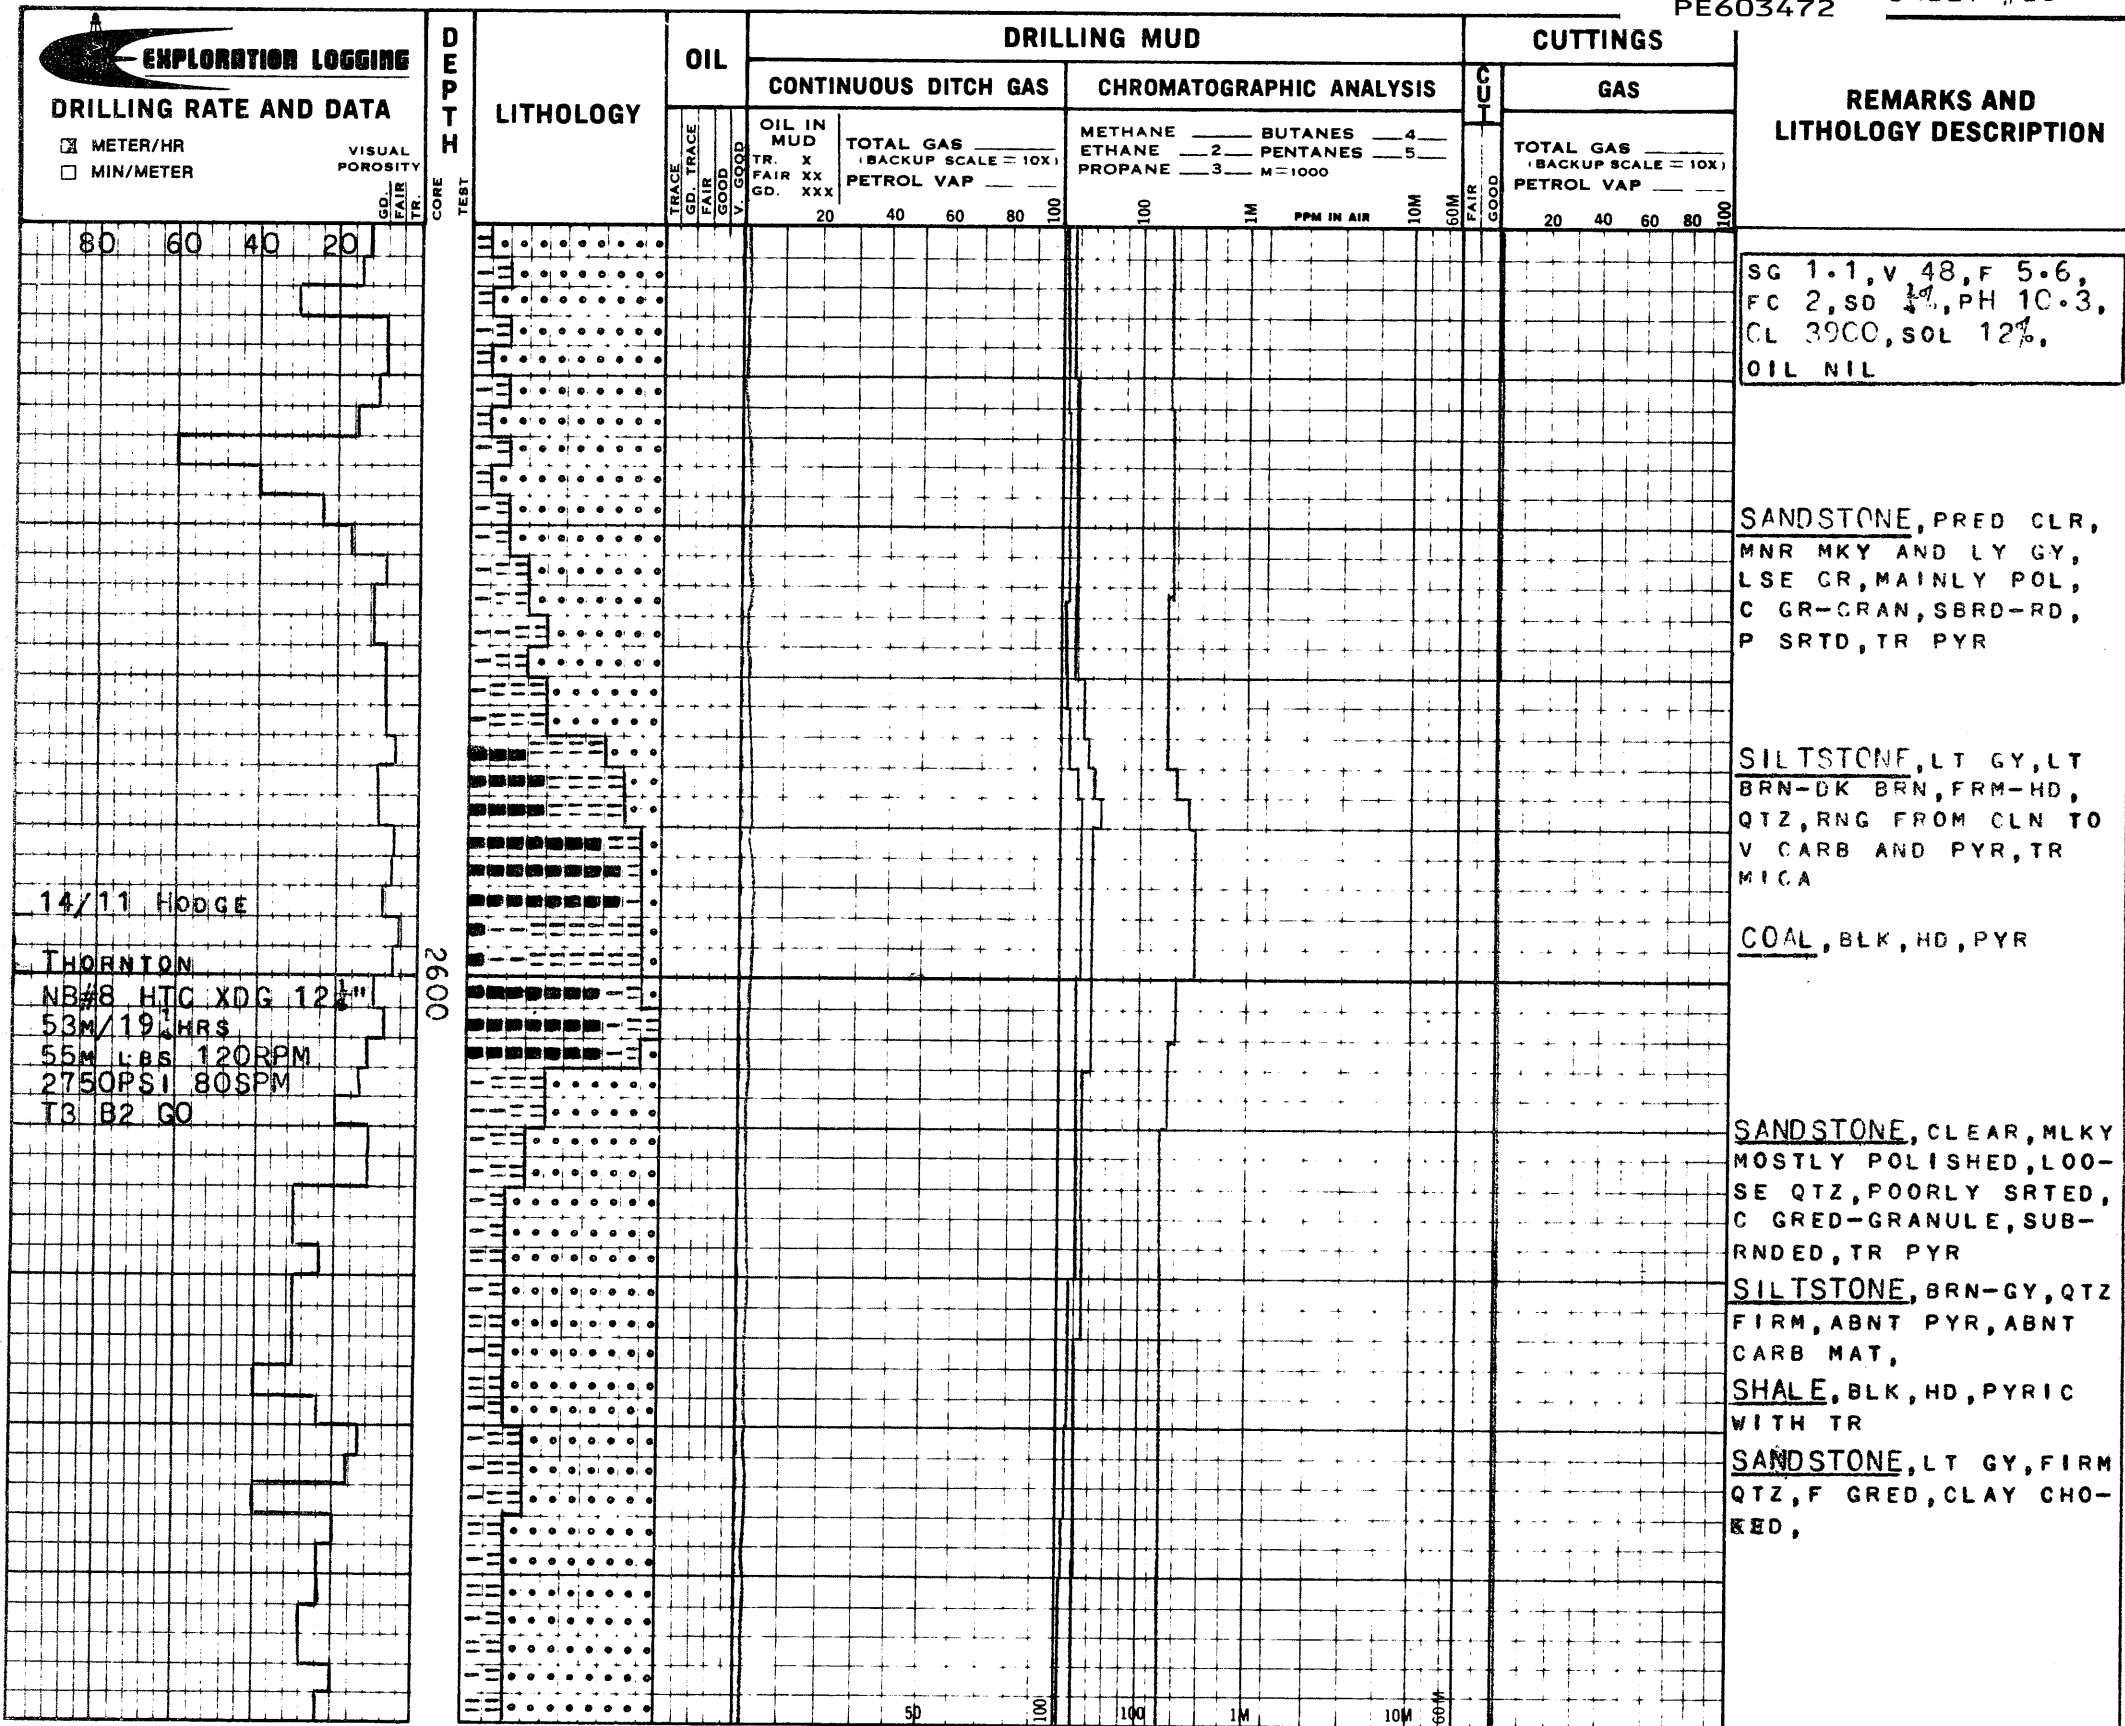 PE603472
EXPLORATION LOGGING
DRILLING RATE AND DATA
METER/HR
MIN/METER
VISUAL
POROSITY
GD.
FAIR
TR.
DEPTH
CORE
TEST
LITHOLOGY
OIL
TRACE
GD. TRACE
FAIR
GOOD
V. GOOD
DRILLING MUD
CONTINUOUS DITCH GAS
OIL IN
MUD
TR. X
FAIR XX
GD. XXX
TOTAL GAS
(BACKUP SCALE = 10X)
PETROL VAP
20 40 60 80 100
CHROMATOGRAPHIC ANALYSIS
METHANE BUTANES 4
ETHANE 2 PENTANES 5
PROPANE 3 M=1000
100 1M PPM IN AIR 10M 60M
CUTTINGS
CUT
FAIR
GOOD
GAS
TOTAL GAS
(BACKUP SCALE = 10X)
PETROL VAP
20 40 60 80 100
REMARKS AND
LITHOLOGY DESCRIPTION
80 60 40 20
SG 1.1, V 48, F 5.6,
FC 2, SD PH 10.3,
CL 3900, SOL 12%,
OIL NIL
SANDSTONE, PRED CLR,
MNR MKY AND LY GY,
LSE GR, MAINLY POL,
C GR-GRAN, SBRD-RD,
P SRTD, TR PYR
SILTSTONE, LT GY, LT
BRN-DK BRN, FRM-HD,
QTZ, RNG FROM CLN TO
V CARB AND PYR, TR
MICA
COAL, BLK, HD, PYR
14/11 HODGE
THORNTON
NB#8 HTC XDG 12¼"
53M/19 HRS
55M LBS 120RPM
2750PSI 80SPM
T3 B2 GO
2600
SANDSTONE, CLEAR, MLKY
MOSTLY POLISHED, LOO-
SE QTZ, POORLY SRTED,
C GRED-GRANULE, SUB-
RNDED, TR PYR
SILTSTONE, BRN-GY, QTZ
FIRM, ABNT PYR, ABNT
CARB MAT,
SHALE, BLK, HD, PYRIC
WITH TR
SANDSTONE, LT GY, FIRM
QTZ, F GRED, CLAY CHO-
KED,
50 100 100 1M 10M 60M